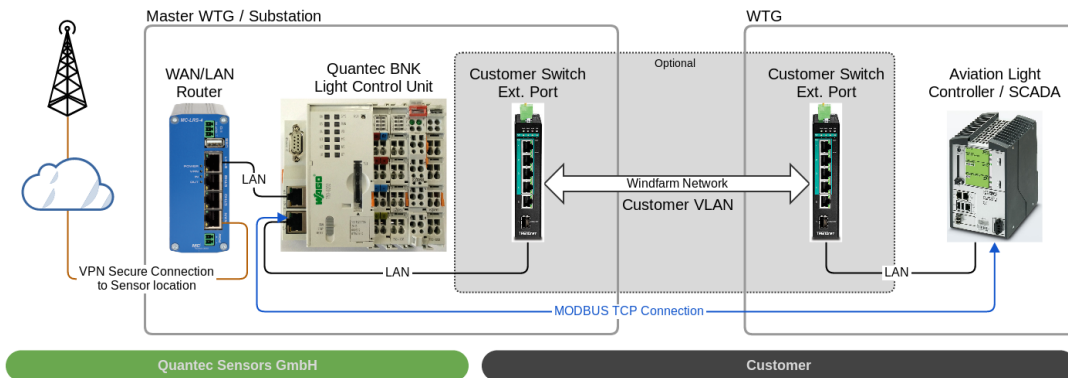 Master WTG / Substation
WTG
WAN/LAN
Router
Quantec BNK
Light Control Unit
Optional
Customer Switch
Ext. Port
Customer Switch
Ext. Port
Aviation Light
Controller / SCADA
LAN
WAGO
Windfarm Network
Customer VLAN
VPN Secure Connection
to Sensor location
LAN
LAN
MODBUS TCP Connection
Quantec Sensors GmbH
Customer